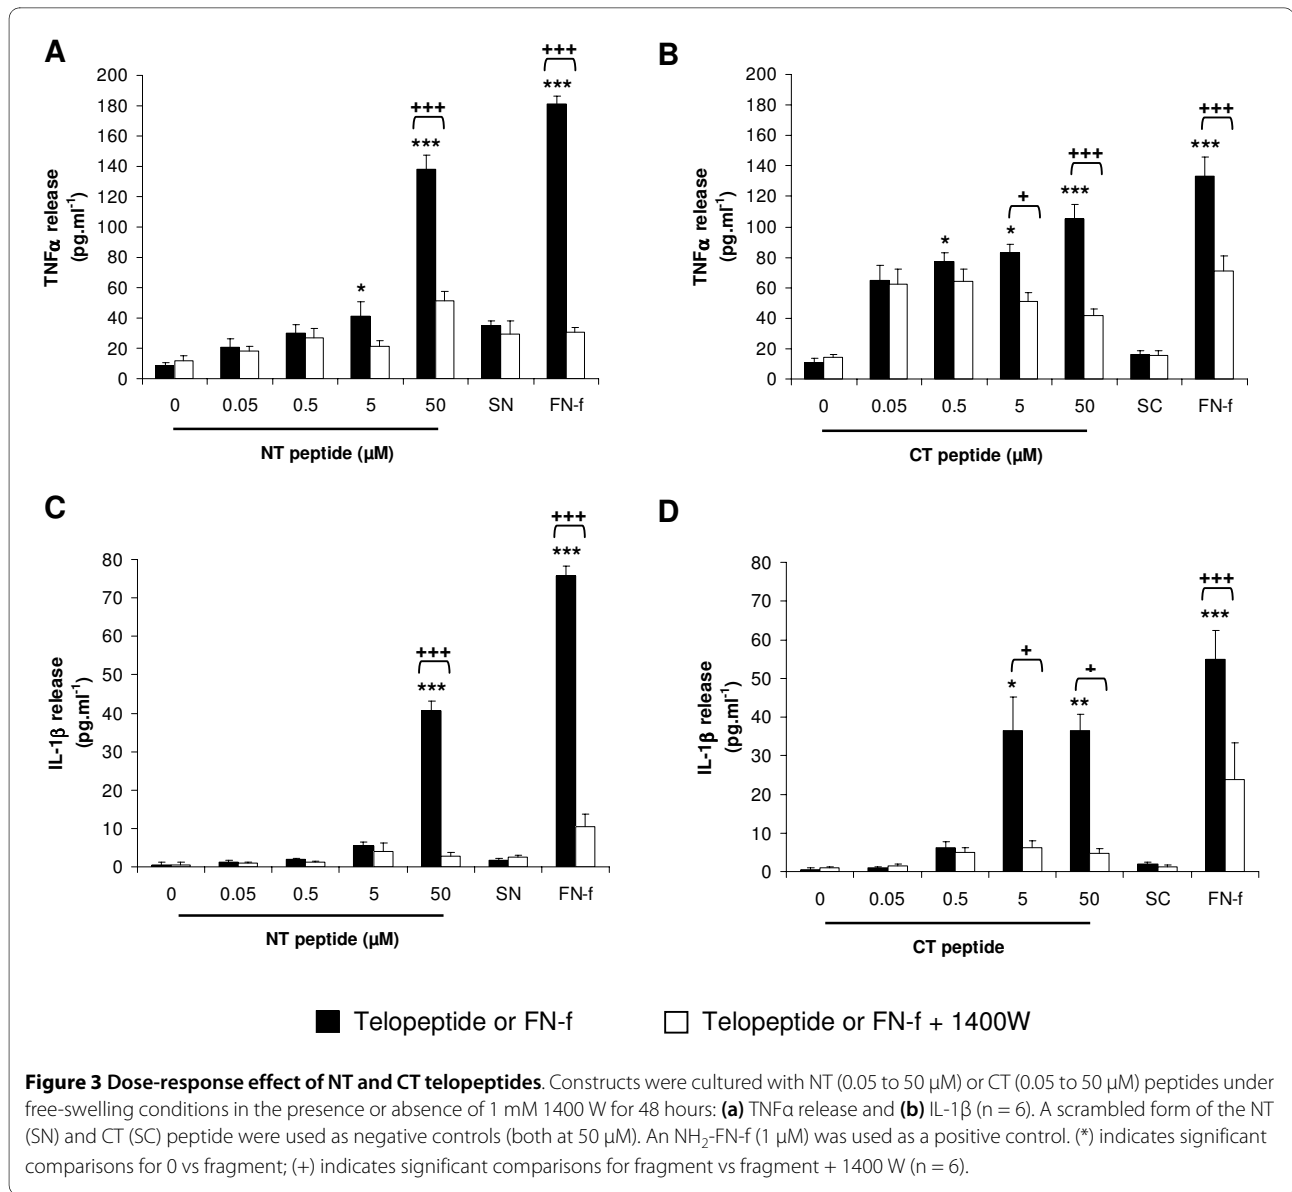 A
+++
***
+++
***
*
200
180
160
140
120
100
80
60
40
20
0
TNFα release
(pg.ml-1)
0 0.05 0.5 5 50 SN FN-f
NT peptide (µM)
B
+++
***
+++
***
+
*
*
200
180
160
140
120
100
80
60
40
20
0
TNFα release
(pg.ml-1)
0 0.05 0.5 5 50 SC FN-f
CT peptide (µM)
C
+++
***
+++
***
80
70
60
50
40
30
20
10
0
IL-1β release
(pg.ml-1)
0 0.05 0.5 5 50 SN FN-f
NT peptide (µM)
D
+++
***
+
*
+
**
80
70
60
50
40
30
20
10
0
IL-1β release
(pg.ml-1)
0 0.05 0.5 5 50 SC FN-f
CT peptide
Telopeptide or FN-f Telopeptide or FN-f + 1400W
Figure 3 Dose-response effect of NT and CT telopeptides. Constructs were cultured with NT (0.05 to 50 µM) or CT (0.05 to 50 µM) peptides under
free-swelling conditions in the presence or absence of 1 mM 1400 W for 48 hours: (a) TNFα release and (b) IL-1β (n = 6). A scrambled form of the NT
(SN) and CT (SC) peptide were used as negative controls (both at 50 µM). An NH2-FN-f (1 µM) was used as a positive control. (*) indicates significant
comparisons for 0 vs fragment; (+) indicates significant comparisons for fragment vs fragment + 1400 W (n = 6).